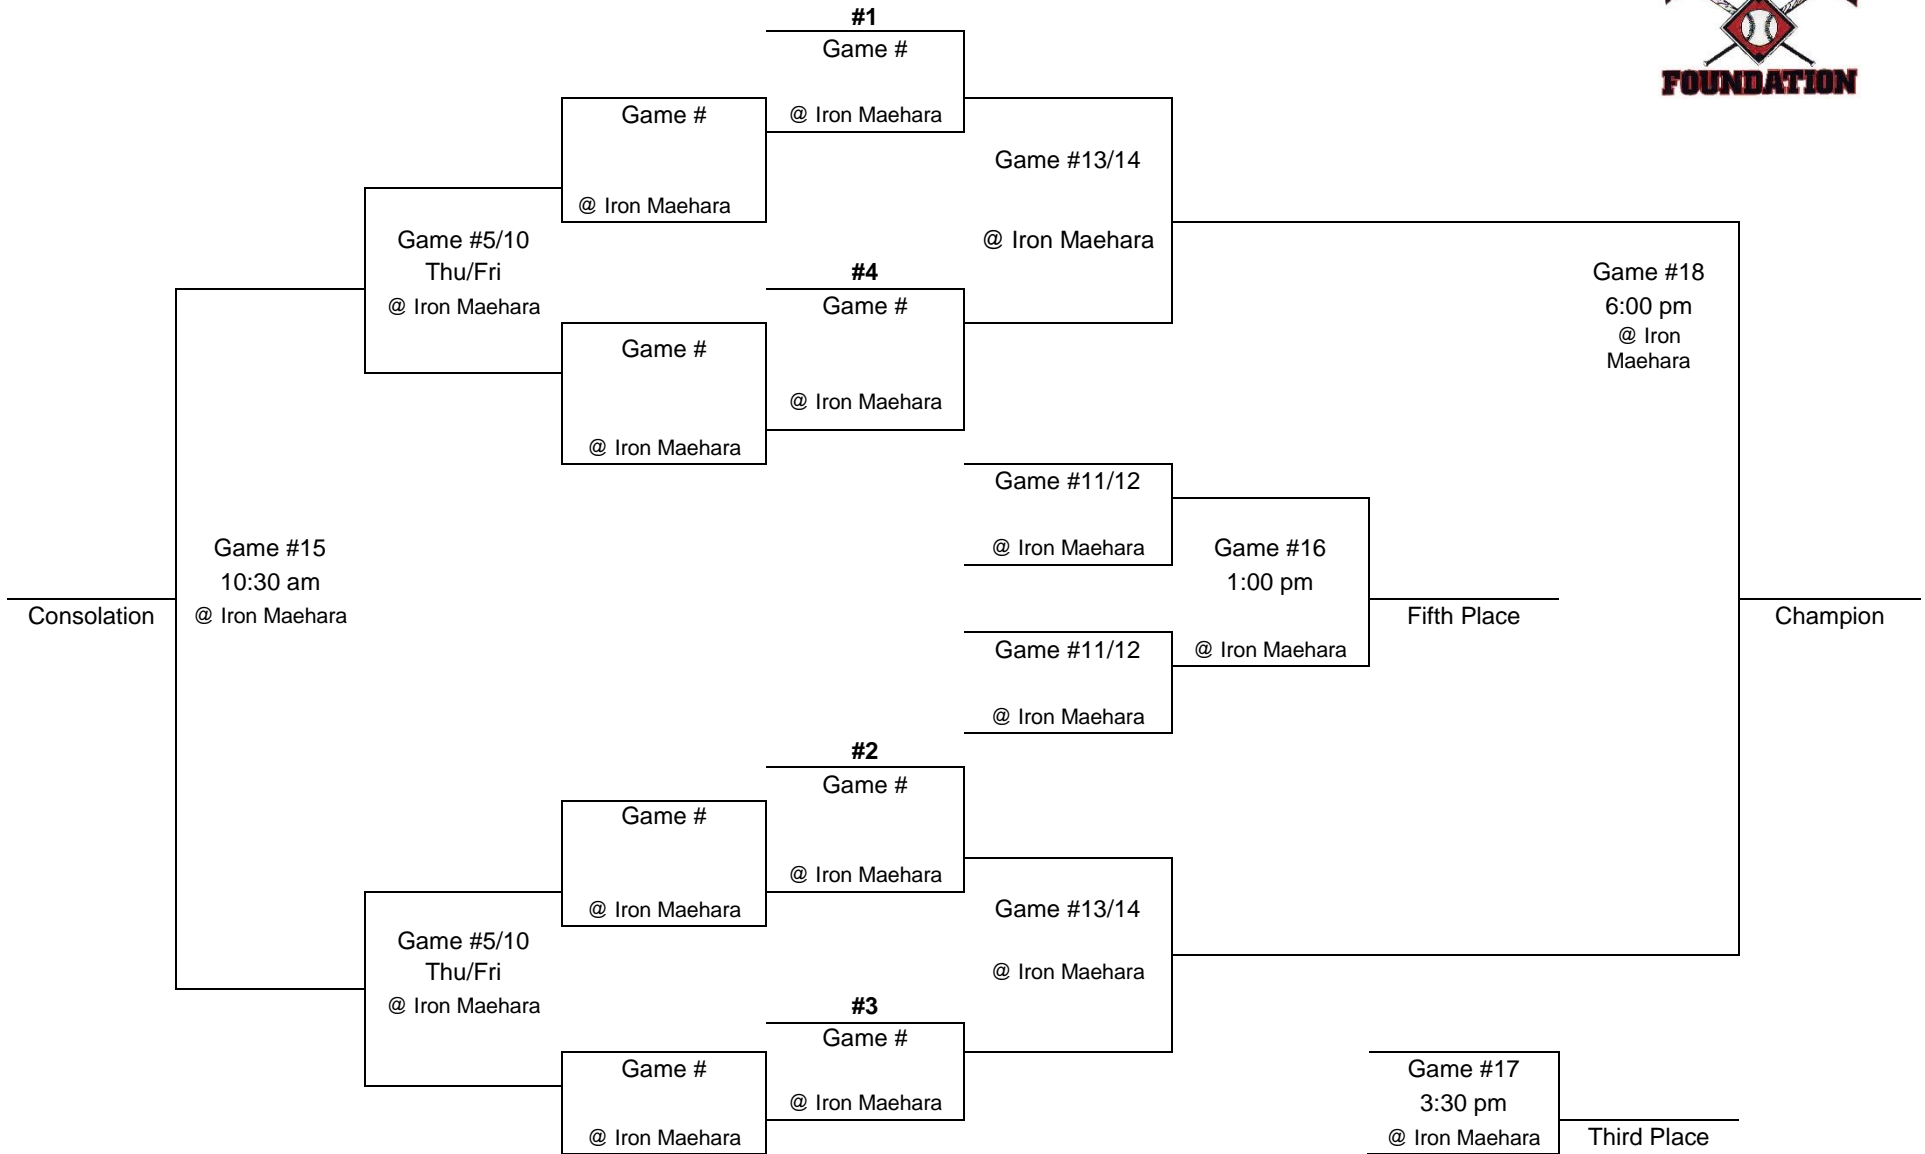 #1
Game #
@ Iron Maehara
FOUNDATION
Game #
@ Iron Maehara
Game #13/14
@ Iron Maehara
Game #5/10
Thu/Fri
@ Iron Maehara
#4
Game #
@ Iron Maehara
Game #18
6:00 pm
@ Iron
Maehara
Game #
@ Iron Maehara
Game #11/12
@ Iron Maehara
Game #15
10:30 am
@ Iron Maehara
Consolation
Game #16
1:00 pm
@ Iron Maehara
Fifth Place
Champion
Game #11/12
@ Iron Maehara
#2
Game #
@ Iron Maehara
Game #
@ Iron Maehara
Game #13/14
@ Iron Maehara
Game #5/10
Thu/Fri
@ Iron Maehara
#3
Game #
@ Iron Maehara
Game #
@ Iron Maehara
Game #17
3:30 pm
@ Iron Maehara
Third Place